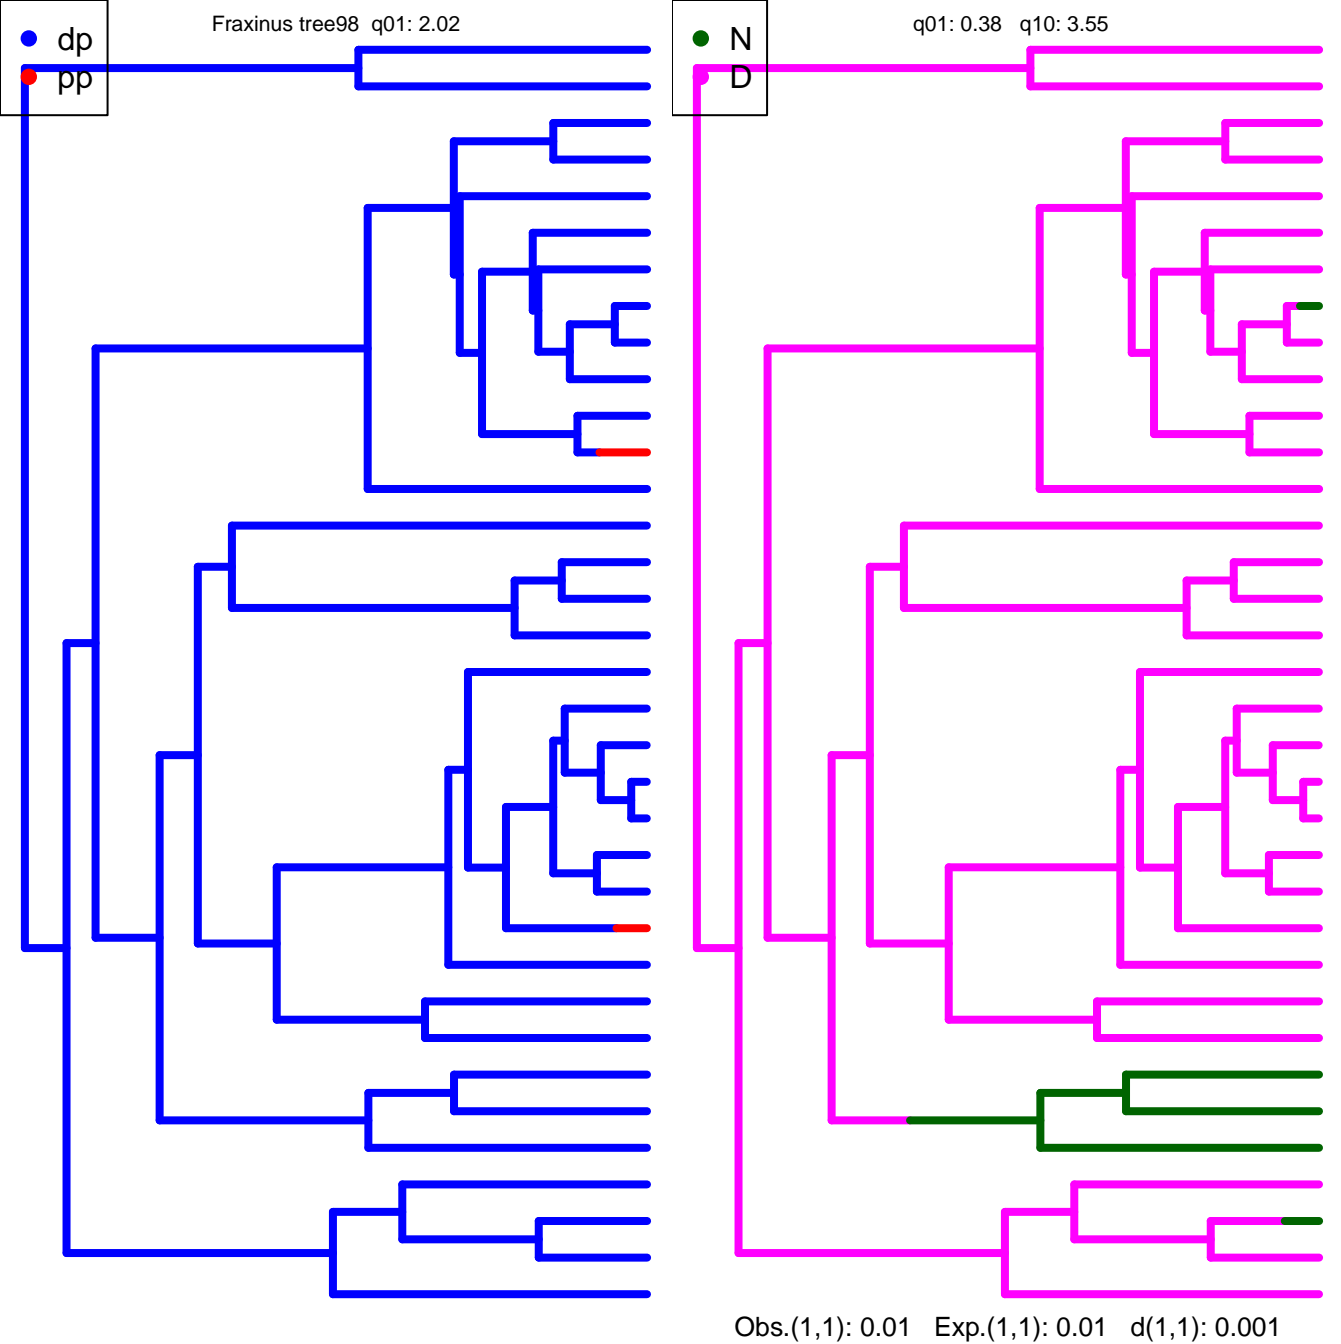 Fraxinus tree98  q01: 2.02
dp
pp
q01: 0.38   q10: 3.55
N
D
Obs.(1,1): 0.01   Exp.(1,1): 0.01   d(1,1): 0.001